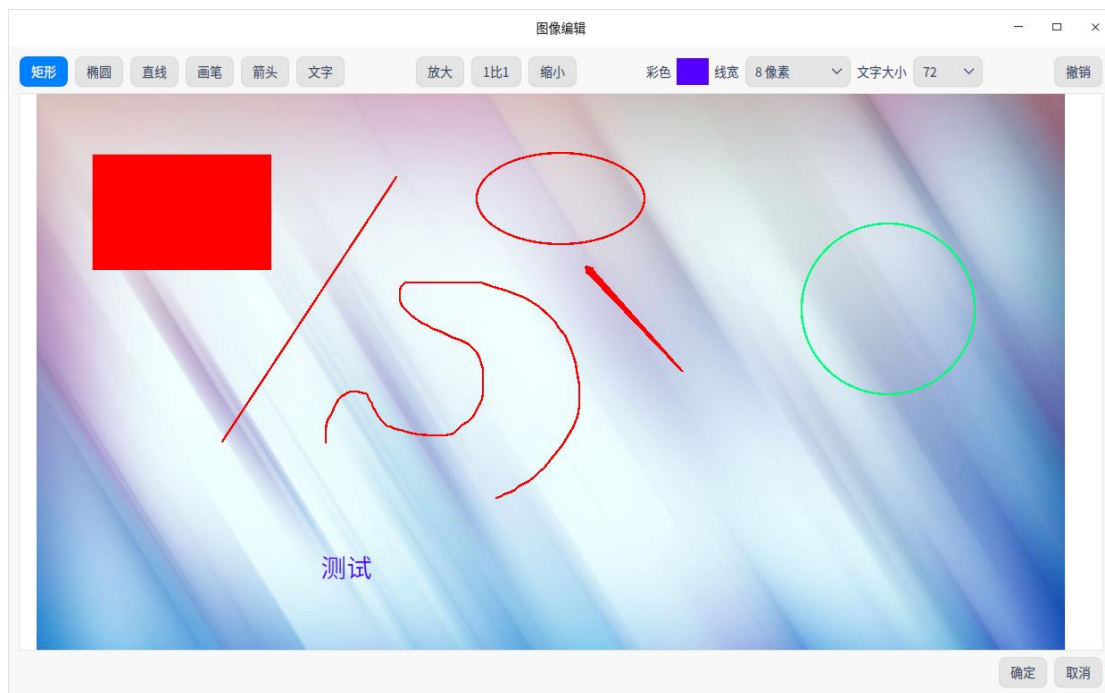 图像编辑
矩形 椭圆 直线 画笔 箭头 文字 放大 1比1 缩小 彩色 线宽 8 像素 文字大小 72 撤销
测试
确定 取消